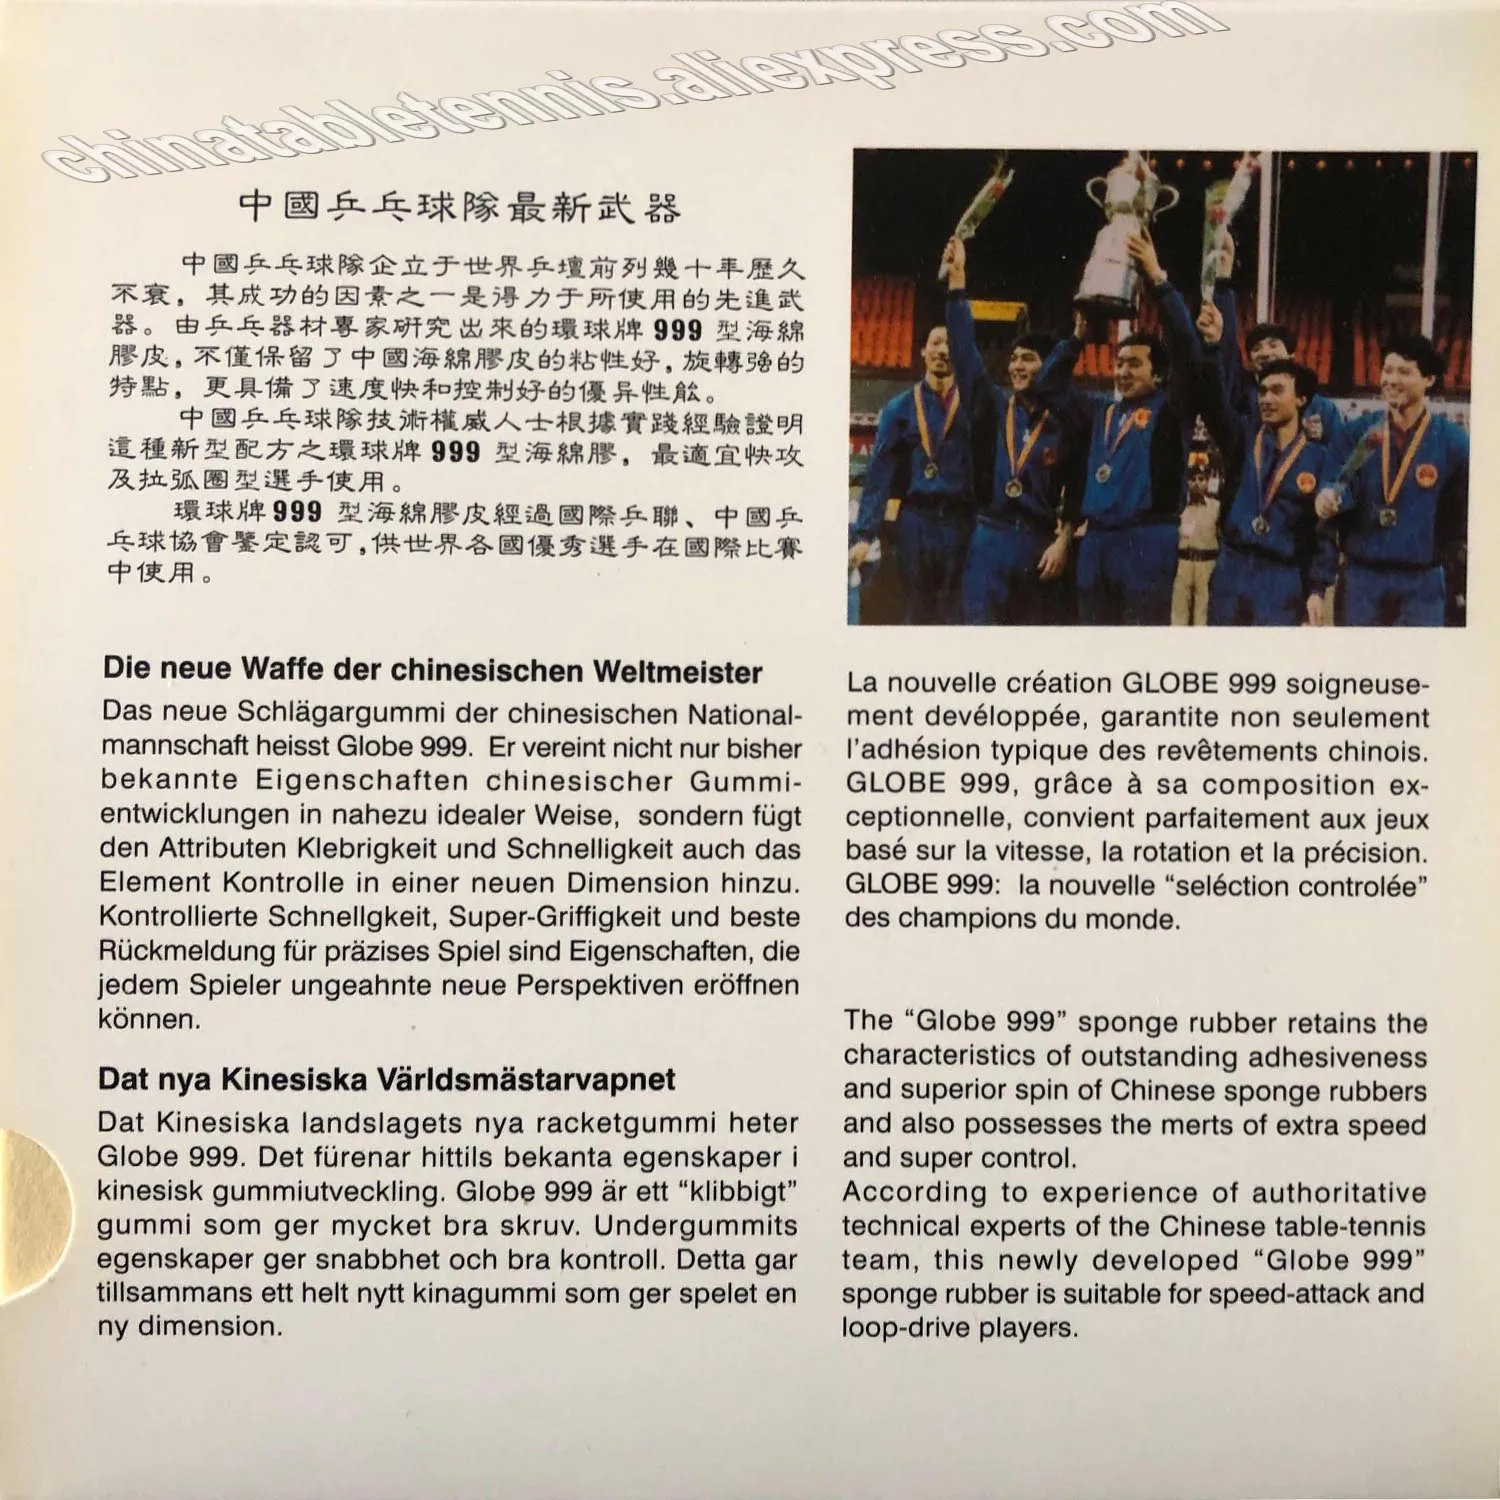 chinatabletennis.aliexpress.com
中國乒乓球隊最新武器
中國乒乓球隊企立于世界乒壇前列幾十年歷久
不衰，其成功的因素之一是得力于所使用的先進武
器。由乒乓器材專家研究出來的環球牌 999 型海綿
膠皮，不僅保留了中國海綿膠皮的粘性好，旋轉強的
特點，更具備了速度快和控制好的優异性能。
中國乒乓球隊技術權威人士根據實踐經驗證明
這種新型配方之環球牌 999 型海綿膠，最適宜快攻
及拉弧圈型選手使用。
環球牌 999 型海綿膠皮經過國際乒聯、中國乒
乓球協會鑒定認可，供世界各國優秀選手在國際比賽
中使用。
Die neue Waffe der chinesischen Weltmeister
Das neue Schlägargummi der chinesischen National-
mannschaft heisst Globe 999. Er vereint nicht nur bisher
bekannte Eigenschaften chinesischer Gummi-
entwicklungen in nahezu idealer Weise, sondern fügt
den Attributen Klebrigkeit und Schnelligkeit auch das
Element Kontrolle in einer neuen Dimension hinzu.
Kontrollierte Schnellgkeit, Super-Griffigkeit und beste
Rückmeldung für präzises Spiel sind Eigenschaften, die
jedem Spieler ungeahnte neue Perspektiven eröffnen
können.
Dat nya Kinesiska Världsmästarvapnet
Dat Kinesiska landslagets nya racketgummi heter
Globe 999. Det fürenar hittils bekanta egenskaper i
kinesisk gummiutveckling. Globe 999 är ett “klibbigt”
gummi som ger mycket bra skruv. Undergummits
egenskaper ger snabbhet och bra kontroll. Detta gar
tillsammans ett helt nytt kinagummi som ger spelet en
ny dimension.
La nouvelle création GLOBE 999 soigneuse-
ment devéloppée, garantite non seulement
l’adhésion typique des revêtements chinois.
GLOBE 999, grâce à sa composition ex-
ceptionnelle, convient parfaitement aux jeux
basé sur la vitesse, la rotation et la précision.
GLOBE 999: la nouvelle “seléction controlée”
des champions du monde.
The “Globe 999” sponge rubber retains the
characteristics of outstanding adhesiveness
and superior spin of Chinese sponge rubbers
and also possesses the merts of extra speed
and super control.
According to experience of authoritative
technical experts of the Chinese table-tennis
team, this newly developed “Globe 999”
sponge rubber is suitable for speed-attack and
loop-drive players.